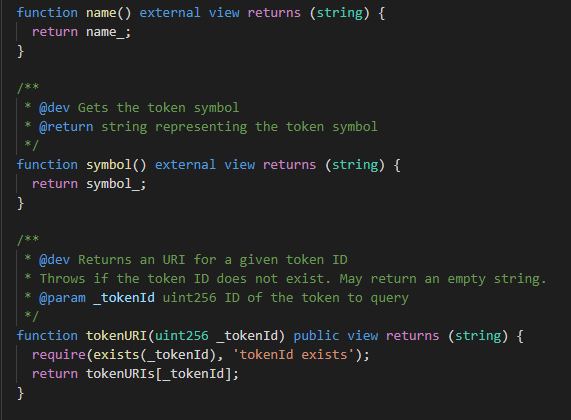 function name() external view returns (string) {
return name_;
}
/**
* @dev Gets the token symbol
* @return string representing the token symbol
*/
function symbol() external view returns (string) {
return symbol_;
}
/**
* @dev Returns an URI for a given token ID
* Throws if the token ID does not exist. May return an empty string.
* @param _tokenId uint256 ID of the token to query
*/
function tokenURI(uint256 _tokenId) public view returns (string) {
require(exists(_tokenId), 'tokenId exists');
return tokenURIs[_tokenId];
}